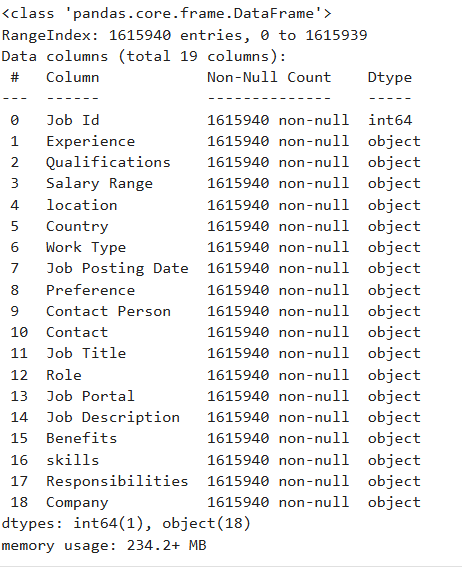 <class 'pandas.core.frame.DataFrame'>
RangeIndex: 1615940 entries, 0 to 1615939
Data columns (total 19 columns):
 #   Column            Non-Null Count    Dtype
---  ------            --------------    -----
 0   Job Id            1615940 non-null  int64
 1   Experience        1615940 non-null  object
 2   Qualifications    1615940 non-null  object
 3   Salary Range      1615940 non-null  object
 4   location          1615940 non-null  object
 5   Country           1615940 non-null  object
 6   Work Type         1615940 non-null  object
 7   Job Posting Date  1615940 non-null  object
 8   Preference        1615940 non-null  object
 9   Contact Person    1615940 non-null  object
 10  Contact           1615940 non-null  object
 11  Job Title         1615940 non-null  object
 12  Role              1615940 non-null  object
 13  Job Portal        1615940 non-null  object
 14  Job Description   1615940 non-null  object
 15  Benefits          1615940 non-null  object
 16  skills            1615940 non-null  object
 17  Responsibilities  1615940 non-null  object
 18  Company           1615940 non-null  object
dtypes: int64(1), object(18)
memory usage: 234.2+ MB